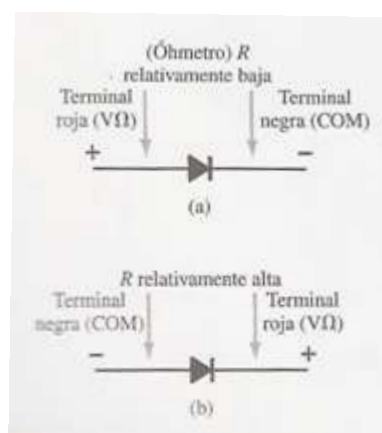 (Óhmetro) R
relativamente baja
Terminal
roja (VΩ)
Terminal
negra (COM)
+
−
(a)
R relativamente alta
Terminal
negra (COM)
Terminal
roja (VΩ)
−
+
(b)